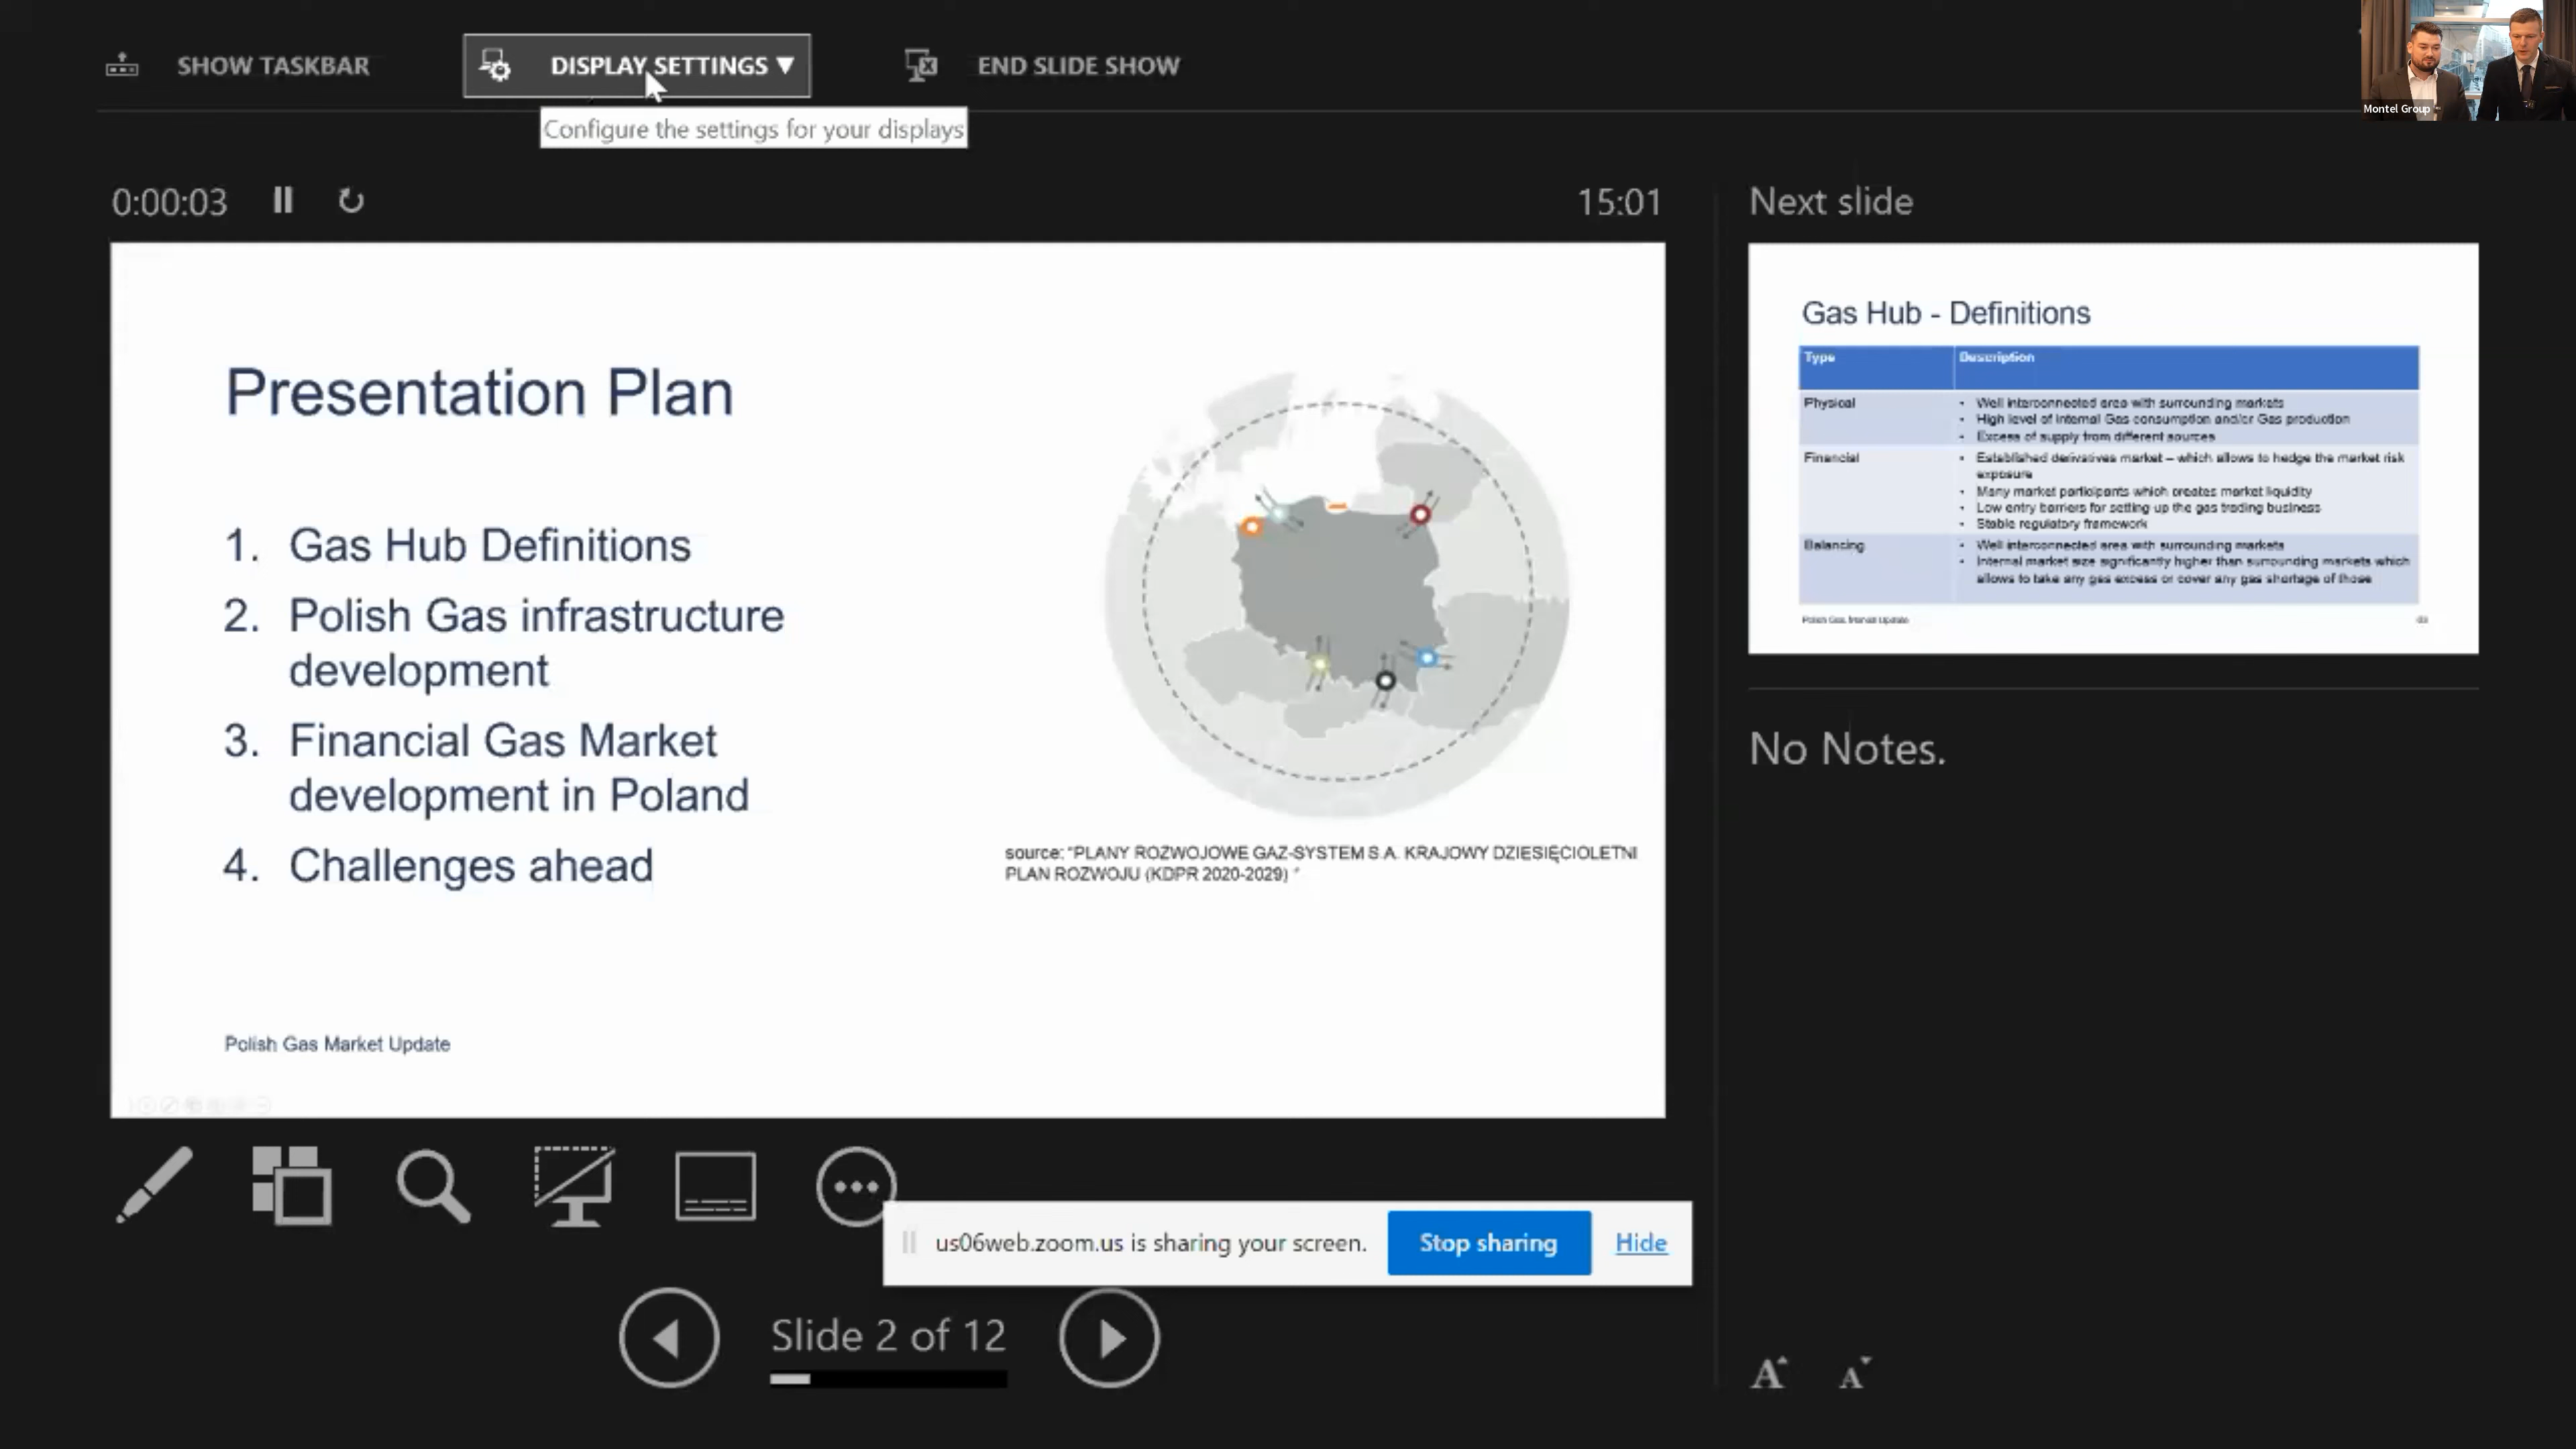 SHOW TASKBAR
DISPLAY SETTINGS ▼
END SLIDE SHOW
Configure the settings for your displays
Montel Group
0:00:03
15:01
Next slide
Presentation Plan
1. Gas Hub Definitions
2. Polish Gas infrastructure
development
3. Financial Gas Market
development in Poland
4. Challenges ahead
source: "PLANY ROZWOJOWE GAZ-SYSTEM S.A. KRAJOWY DZIESIĘCIOLETNI
PLAN ROZWOJU (KDPR 2020-2029) "
Polish Gas Market Update
Gas Hub - Definitions
Type
Description
Physical
• Well interconnected area with surrounding markets
• High level of internal Gas consumption and/or Gas production
• Excess of supply from different sources
Financial
• Established derivatives market – which allows to hedge the market risk
exposure
• Many market participants which creates market liquidity
• Low entry barriers for setting up the gas trading business
• Stable regulatory framework
Balancing
• Well interconnected area with surrounding markets
• Internal market size significantly higher than surrounding markets which
allows to take any gas excess or cover any gas shortage of those
Polish Gas Market Update
03
No Notes.
us06web.zoom.us is sharing your screen.
Stop sharing
Hide
Slide 2 of 12
A
A